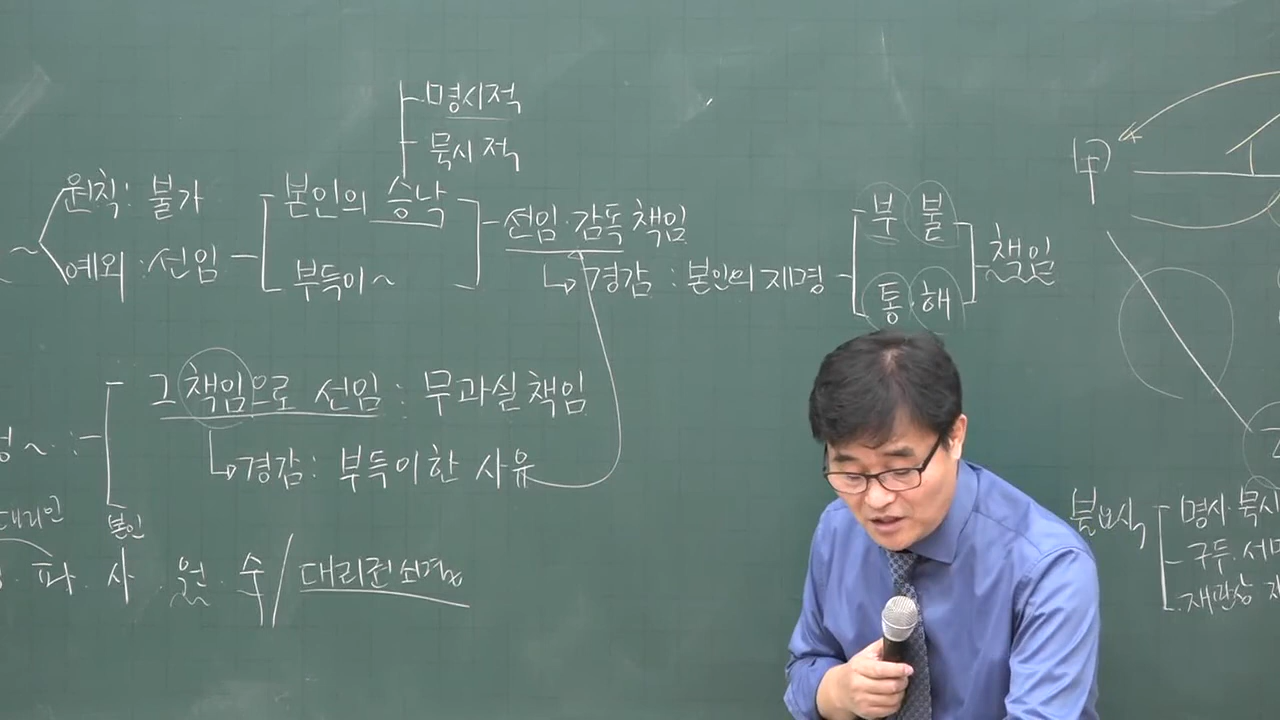 명시적
묵시적
원칙: 불가
본인의 승낙
선임·감독 책임
부 불
책임
~
예외: 선임
부득이~
경감 : 본인의 재명
통·해
그 책임으로 선임 : 무과실 책임
경감 : 부득이한 사유
~ :
대리인
본인
파. 사. 원. 수/ 대리권 소멸
불요식
명시·묵시
구두·서면
재판상